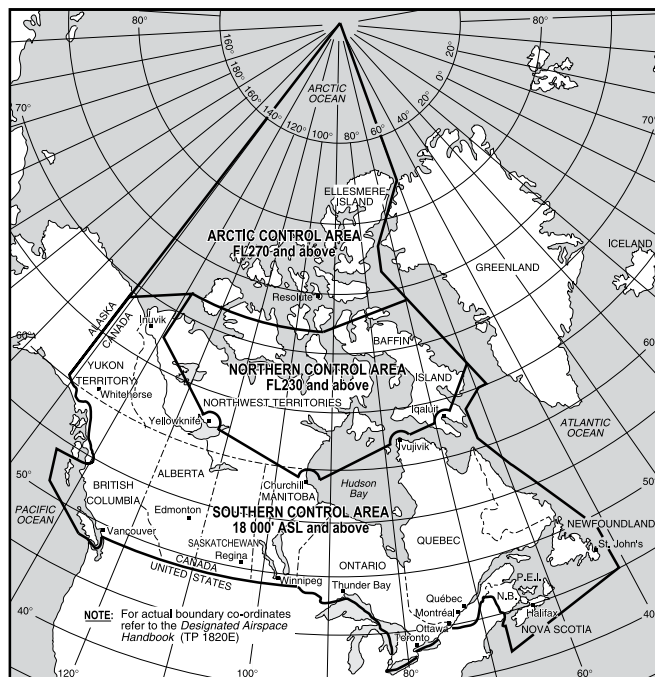 80°
80°
160°
160°
180°
160°
140°
120°
100°
80°
60°
40°
20°
0°
20°
ARCTIC
OCEAN
70°
70°
ELLESMERE
ISLAND
ARCTIC CONTROL AREA
FL270 and above
ICELAND
GREENLAND
Resolute
ALASKA
CANADA
Inuvik
60°
60°
BAFFIN
ISLAND
YUKON
TERRITORY
Whitehorse
NORTHERN CONTROL AREA
FL230 and above
NORTHWEST TERRITORIES
Yellowknife
Iqaluit
Ivujivik
ATLANTIC
OCEAN
50°
50°
ALBERTA
BRITISH
COLUMBIA
Churchill
MANITOBA
Hudson
Bay
Edmonton
SOUTHERN CONTROL AREA
18 000' ASL and above
PACIFIC
OCEAN
Vancouver
QUEBEC
NEWFOUNDLAND
St. John's
SASKATCHEWAN
Regina
CANADA
UNITED STATES
ONTARIO
Winnipeg
Thunder Bay
P.E.I.
N.B.
Québec
Montréal
Ottawa
Toronto
Halifax
NOVA SCOTIA
40°
40°
NOTE: For actual boundary co-ordinates
refer to the Designated Airspace
Handbook (TP 1820E)
120°
100°
80°
60°